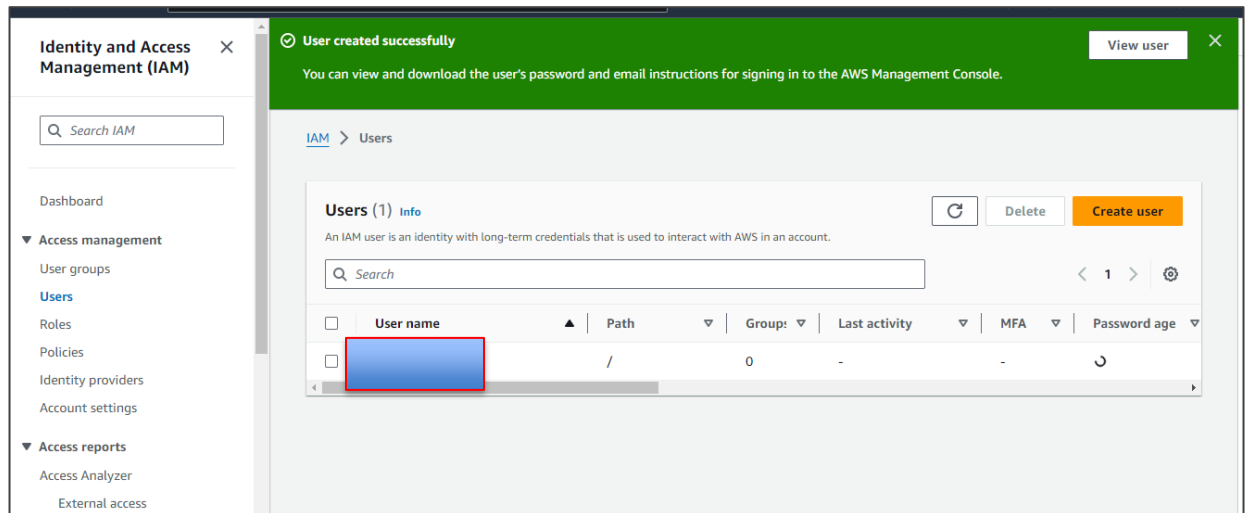 Identity and Access
Management (IAM)
Search IAM
Dashboard
Access management
User groups
Users
Roles
Policies
Identity providers
Account settings
Access reports
Access Analyzer
External access
User created successfully
View user
You can view and download the user's password and email instructions for signing in to the AWS Management Console.
IAM > Users
Users (1) Info
Delete
Create user
An IAM user is an identity with long-term credentials that is used to interact with AWS in an account.
Search
1
User name Path Groups Last activity MFA Password age
/ 0 - -